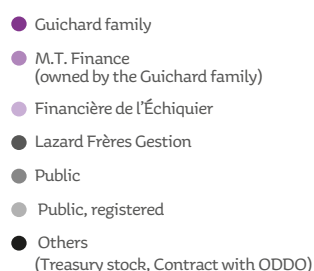 Guichard family
M.T. Finance
(owned by the Guichard family)
Financière de l'Échiquier
Lazard Frères Gestion
Public
Public, registered
Others
(Treasury stock, Contract with ODDO)